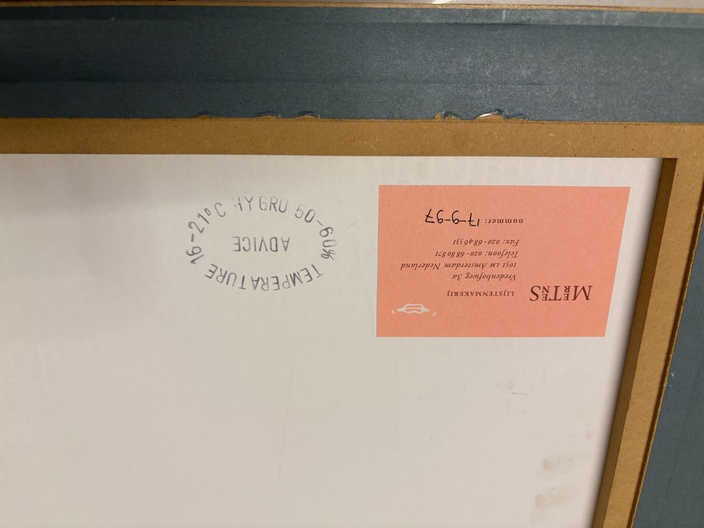 MERTENS LIJSTENMAKERIJ
Vredenhofweg 3a
1051 LM Amsterdam Nederland
Telefoon: 020-6880871
Fax: 020-6846531
nummer: 17-9-97
TEMPERATURE 16-21°C HYGRO 50-60%
ADVICE